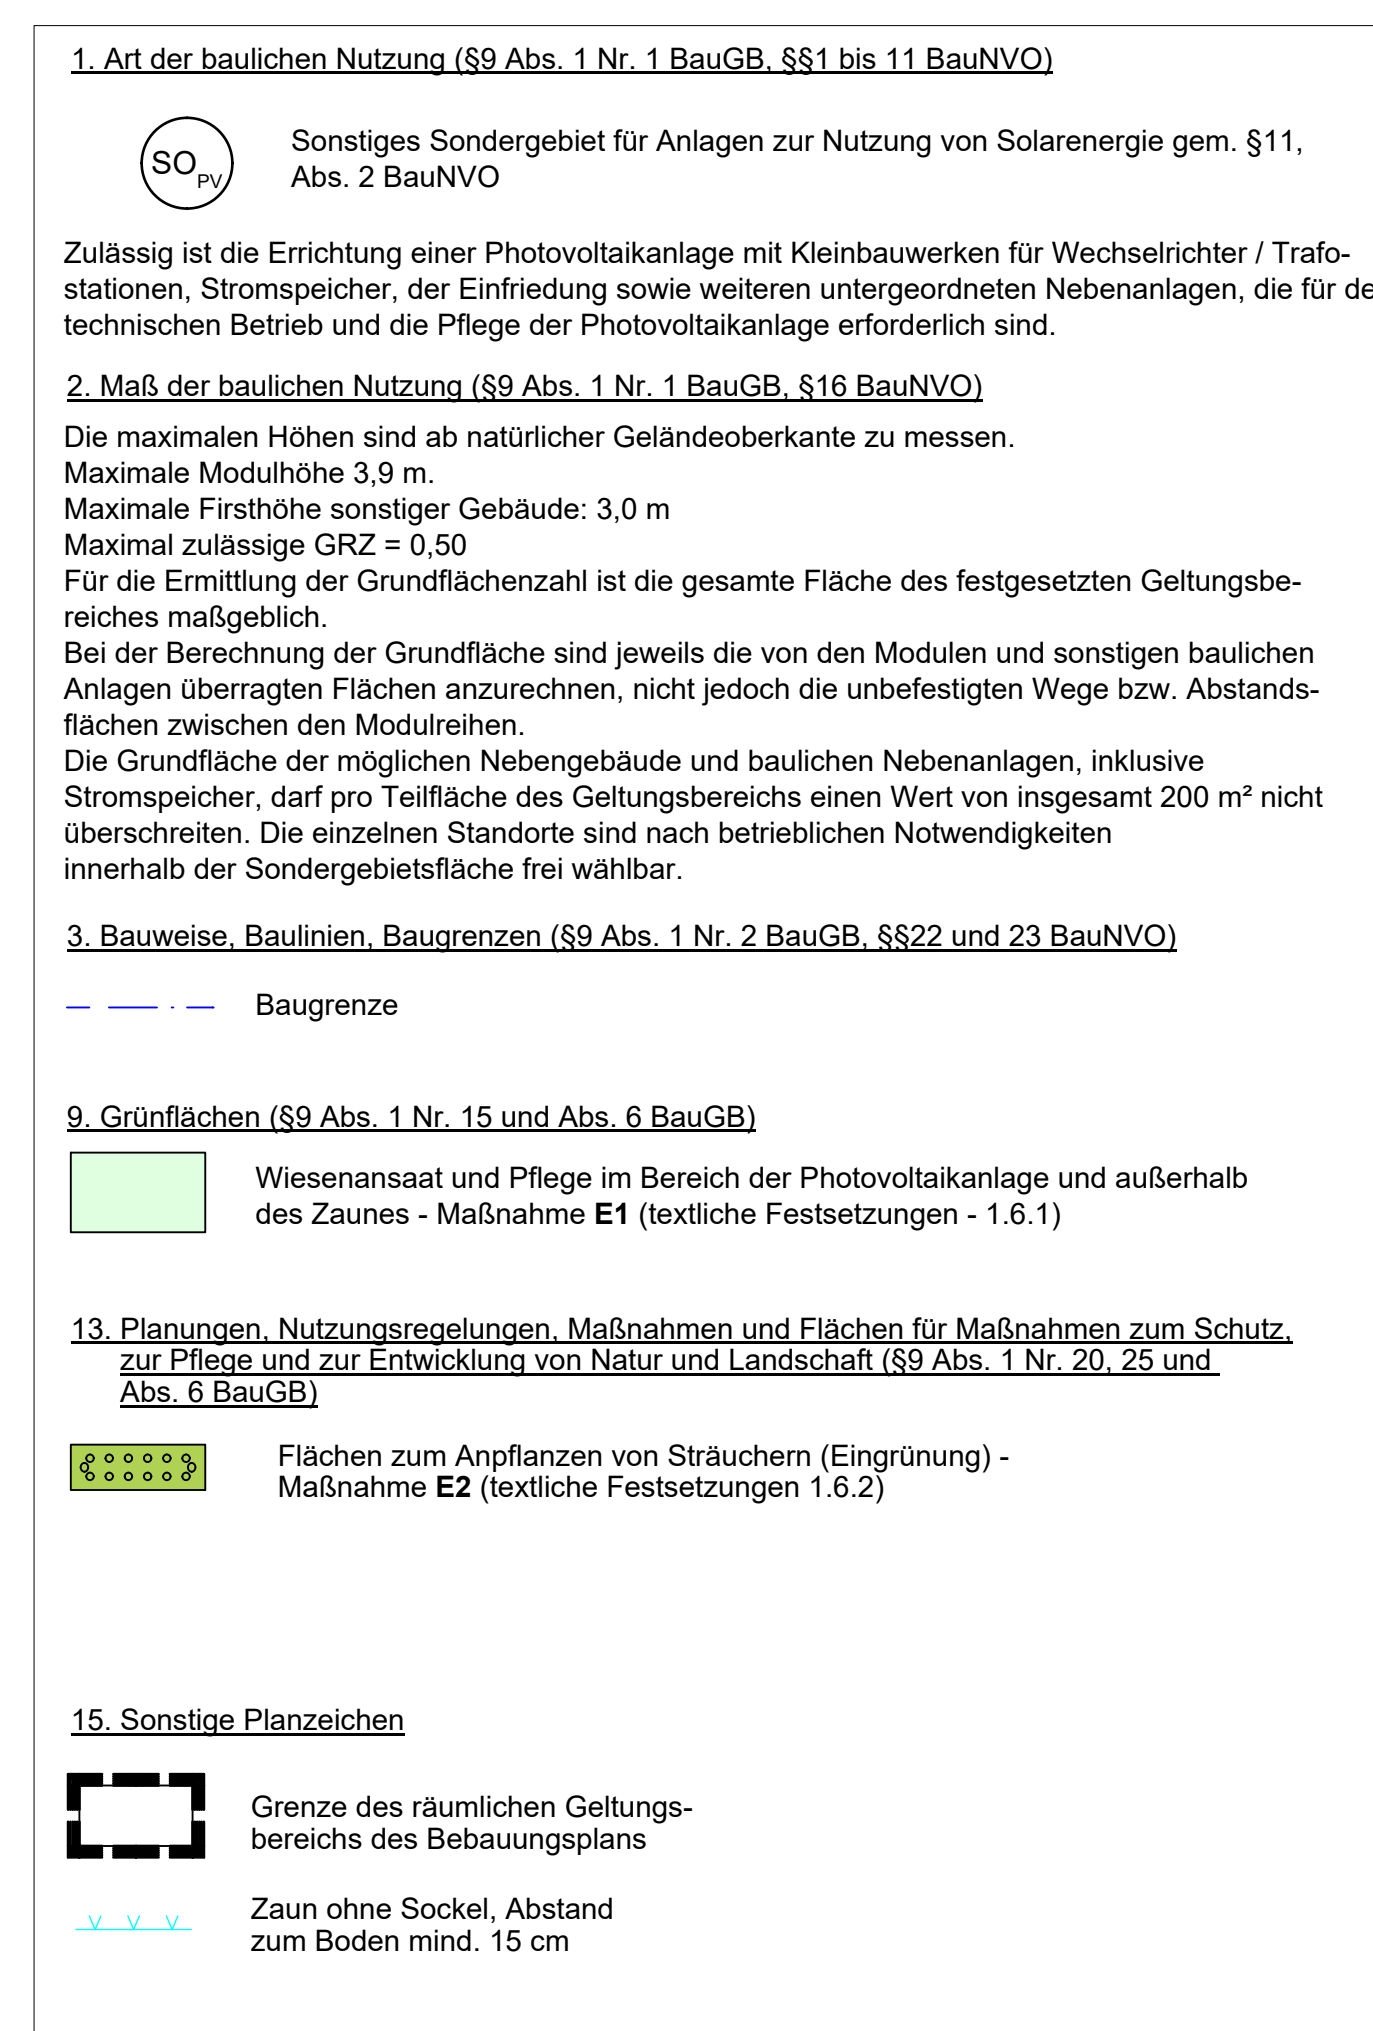 1. Art der baulichen Nutzung (§9 Abs. 1 Nr. 1 BauGB, §§1 bis 11 BauNVO)
SO PV
Sonstiges Sondergebiet für Anlagen zur Nutzung von Solarenergie gem. §11,
Abs. 2 BauNVO
Zulässig ist die Errichtung einer Photovoltaikanlage mit Kleinbauwerken für Wechselrichter / Trafo-
stationen, Stromspeicher, der Einfriedung sowie weiteren untergeordneten Nebenanlagen, die für de
technischen Betrieb und die Pflege der Photovoltaikanlage erforderlich sind.
2. Maß der baulichen Nutzung (§9 Abs. 1 Nr. 1 BauGB, §16 BauNVO)
Die maximalen Höhen sind ab natürlicher Geländeoberkante zu messen.
Maximale Modulhöhe 3,9 m.
Maximale Firsthöhe sonstiger Gebäude: 3,0 m
Maximal zulässige GRZ = 0,50
Für die Ermittlung der Grundflächenzahl ist die gesamte Fläche des festgesetzten Geltungsbe-
reiches maßgeblich.
Bei der Berechnung der Grundfläche sind jeweils die von den Modulen und sonstigen baulichen
Anlagen überragten Flächen anzurechnen, nicht jedoch die unbefestigten Wege bzw. Abstands-
flächen zwischen den Modulreihen.
Die Grundfläche der möglichen Nebengebäude und baulichen Nebenanlagen, inklusive
Stromspeicher, darf pro Teilfläche des Geltungsbereichs einen Wert von insgesamt 200 m² nicht
überschreiten. Die einzelnen Standorte sind nach betrieblichen Notwendigkeiten
innerhalb der Sondergebietsfläche frei wählbar.
3. Bauweise, Baulinien, Baugrenzen (§9 Abs. 1 Nr. 2 BauGB, §§22 und 23 BauNVO)
Baugrenze
9. Grünflächen (§9 Abs. 1 Nr. 15 und Abs. 6 BauGB)
Wiesenansaat und Pflege im Bereich der Photovoltaikanlage und außerhalb
des Zaunes - Maßnahme E1 (textliche Festsetzungen - 1.6.1)
13. Planungen, Nutzungsregelungen, Maßnahmen und Flächen für Maßnahmen zum Schutz,
zur Pflege und zur Entwicklung von Natur und Landschaft (§9 Abs. 1 Nr. 20, 25 und
Abs. 6 BauGB)
Flächen zum Anpflanzen von Sträuchern (Eingrünung) -
Maßnahme E2 (textliche Festsetzungen 1.6.2)
15. Sonstige Planzeichen
Grenze des räumlichen Geltungs-
bereichs des Bebauungsplans
Zaun ohne Sockel, Abstand
zum Boden mind. 15 cm